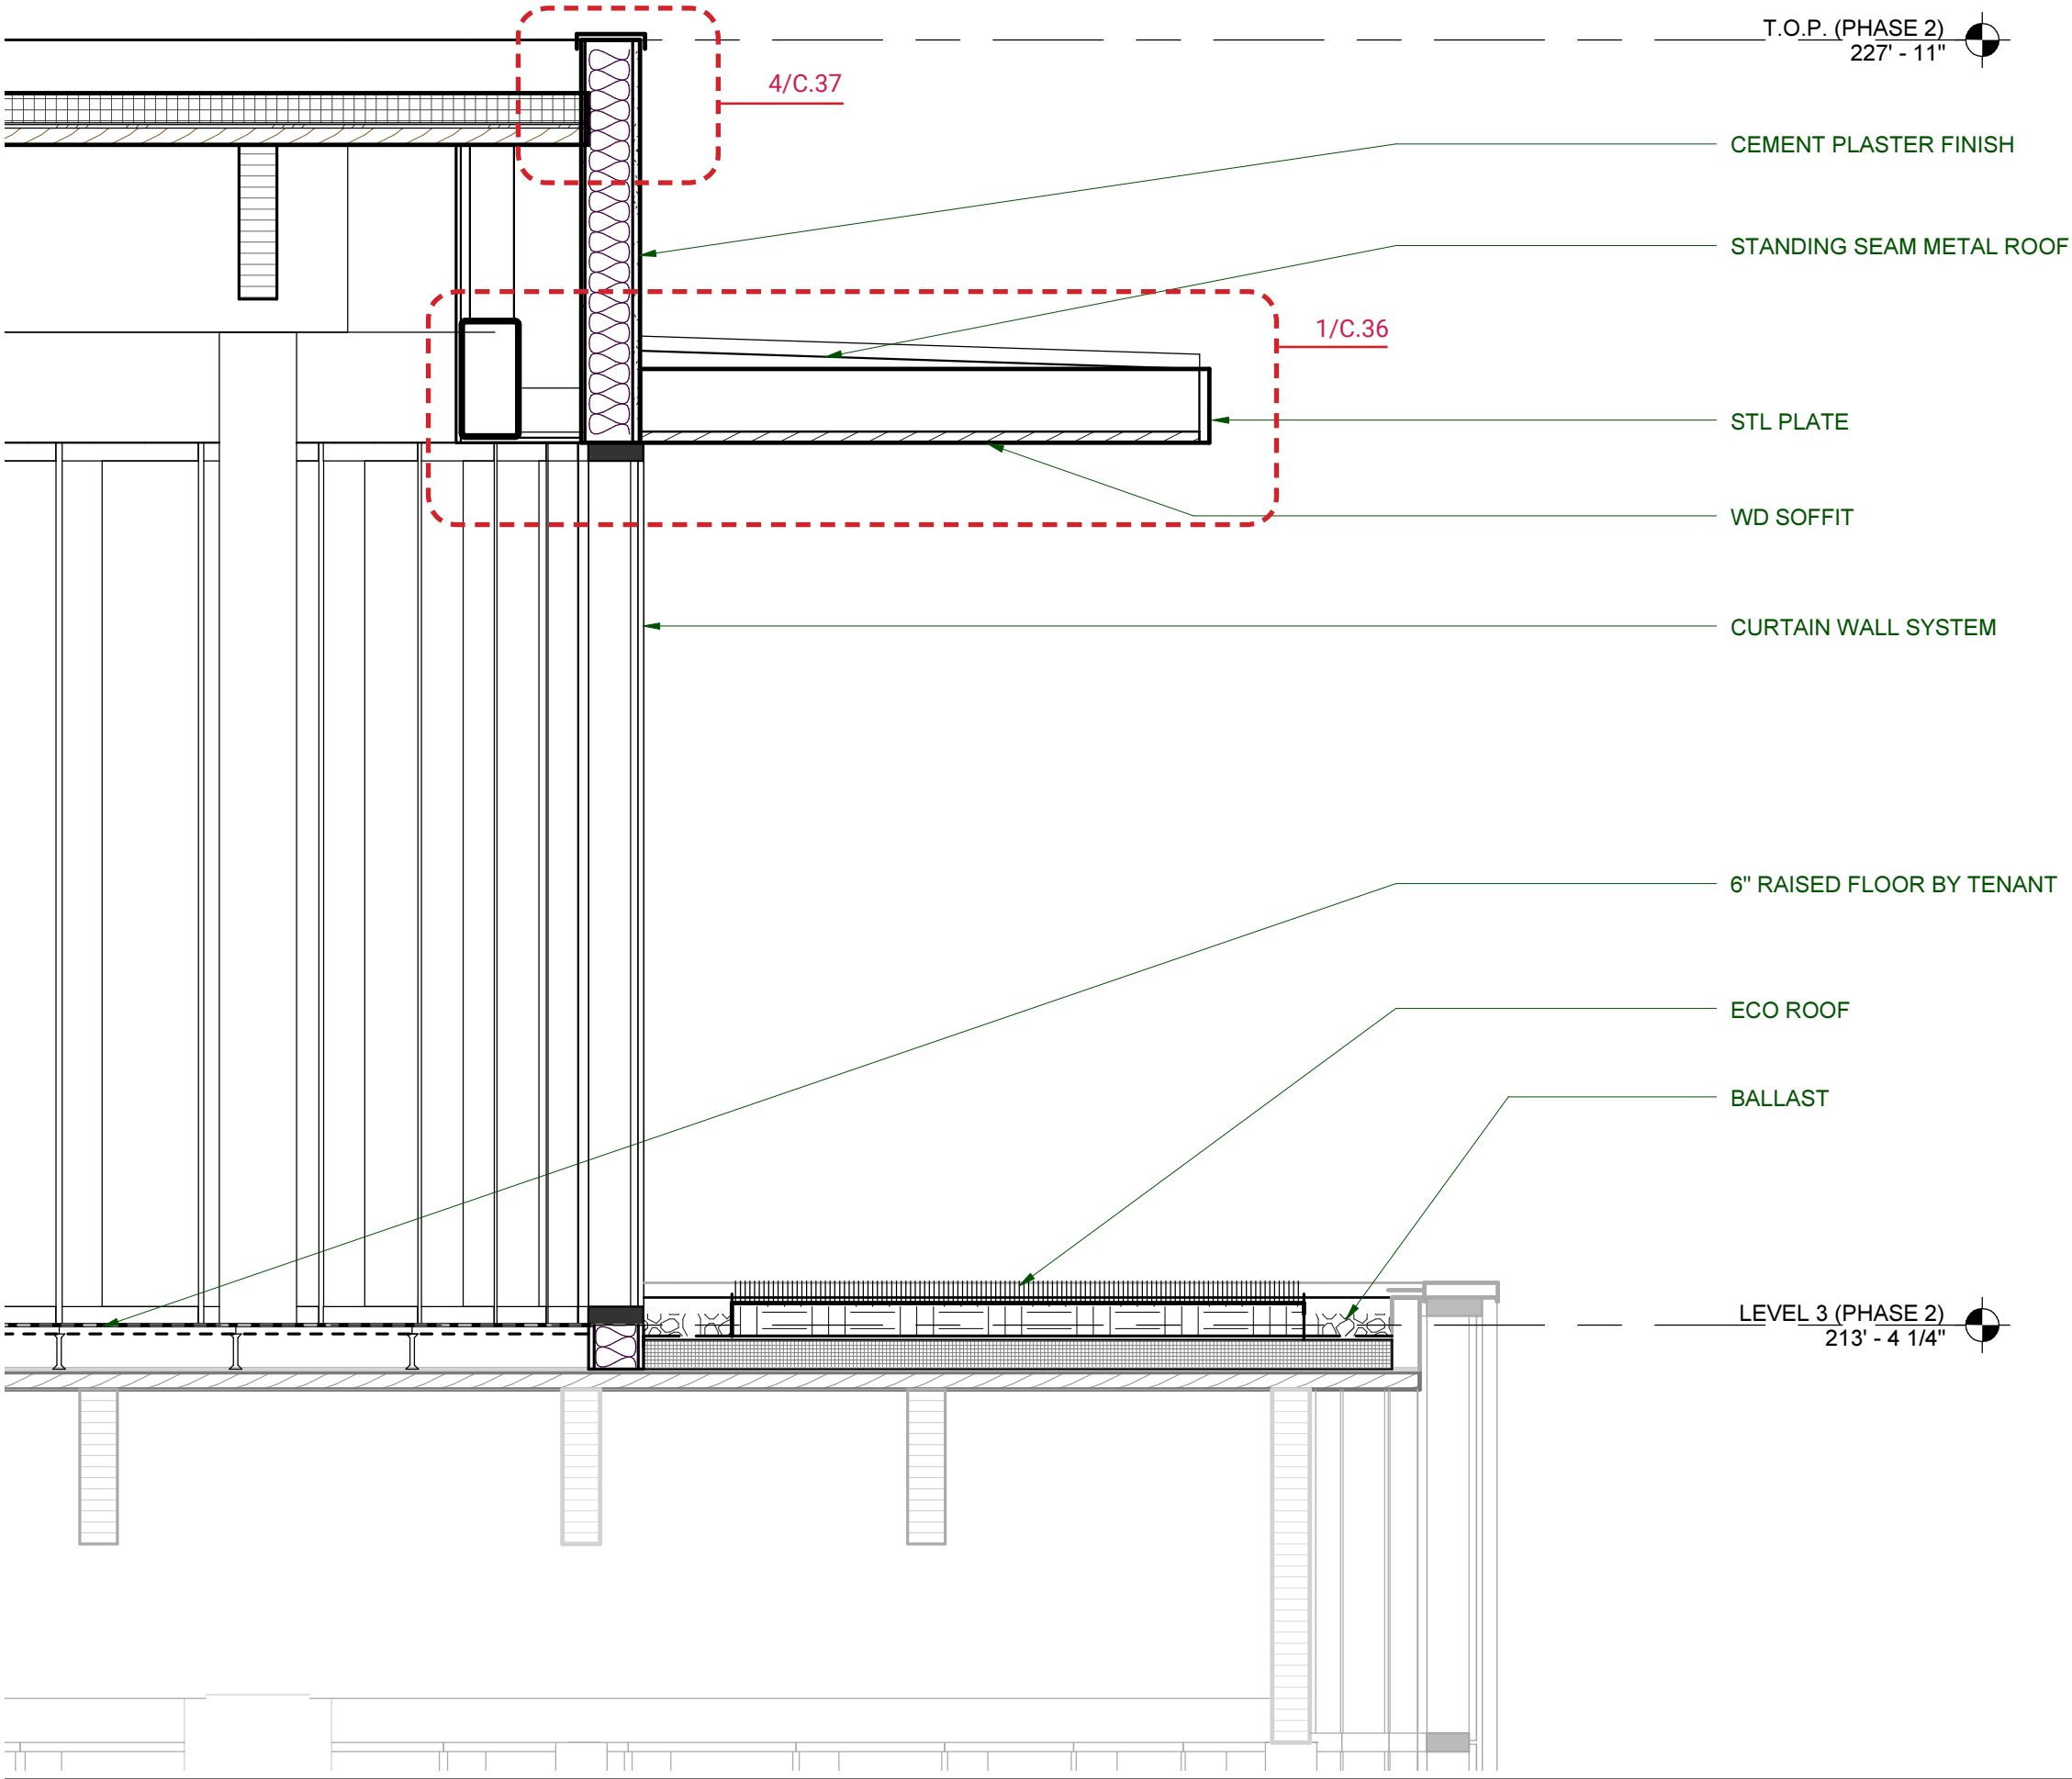 T.O.P. (PHASE 2)
227' - 11"
4/C.37
CEMENT PLASTER FINISH
STANDING SEAM METAL ROOF
1/C.36
STL PLATE
WD SOFFIT
CURTAIN WALL SYSTEM
6" RAISED FLOOR BY TENANT
ECO ROOF
BALLAST
LEVEL 3 (PHASE 2)
213' - 4 1/4"